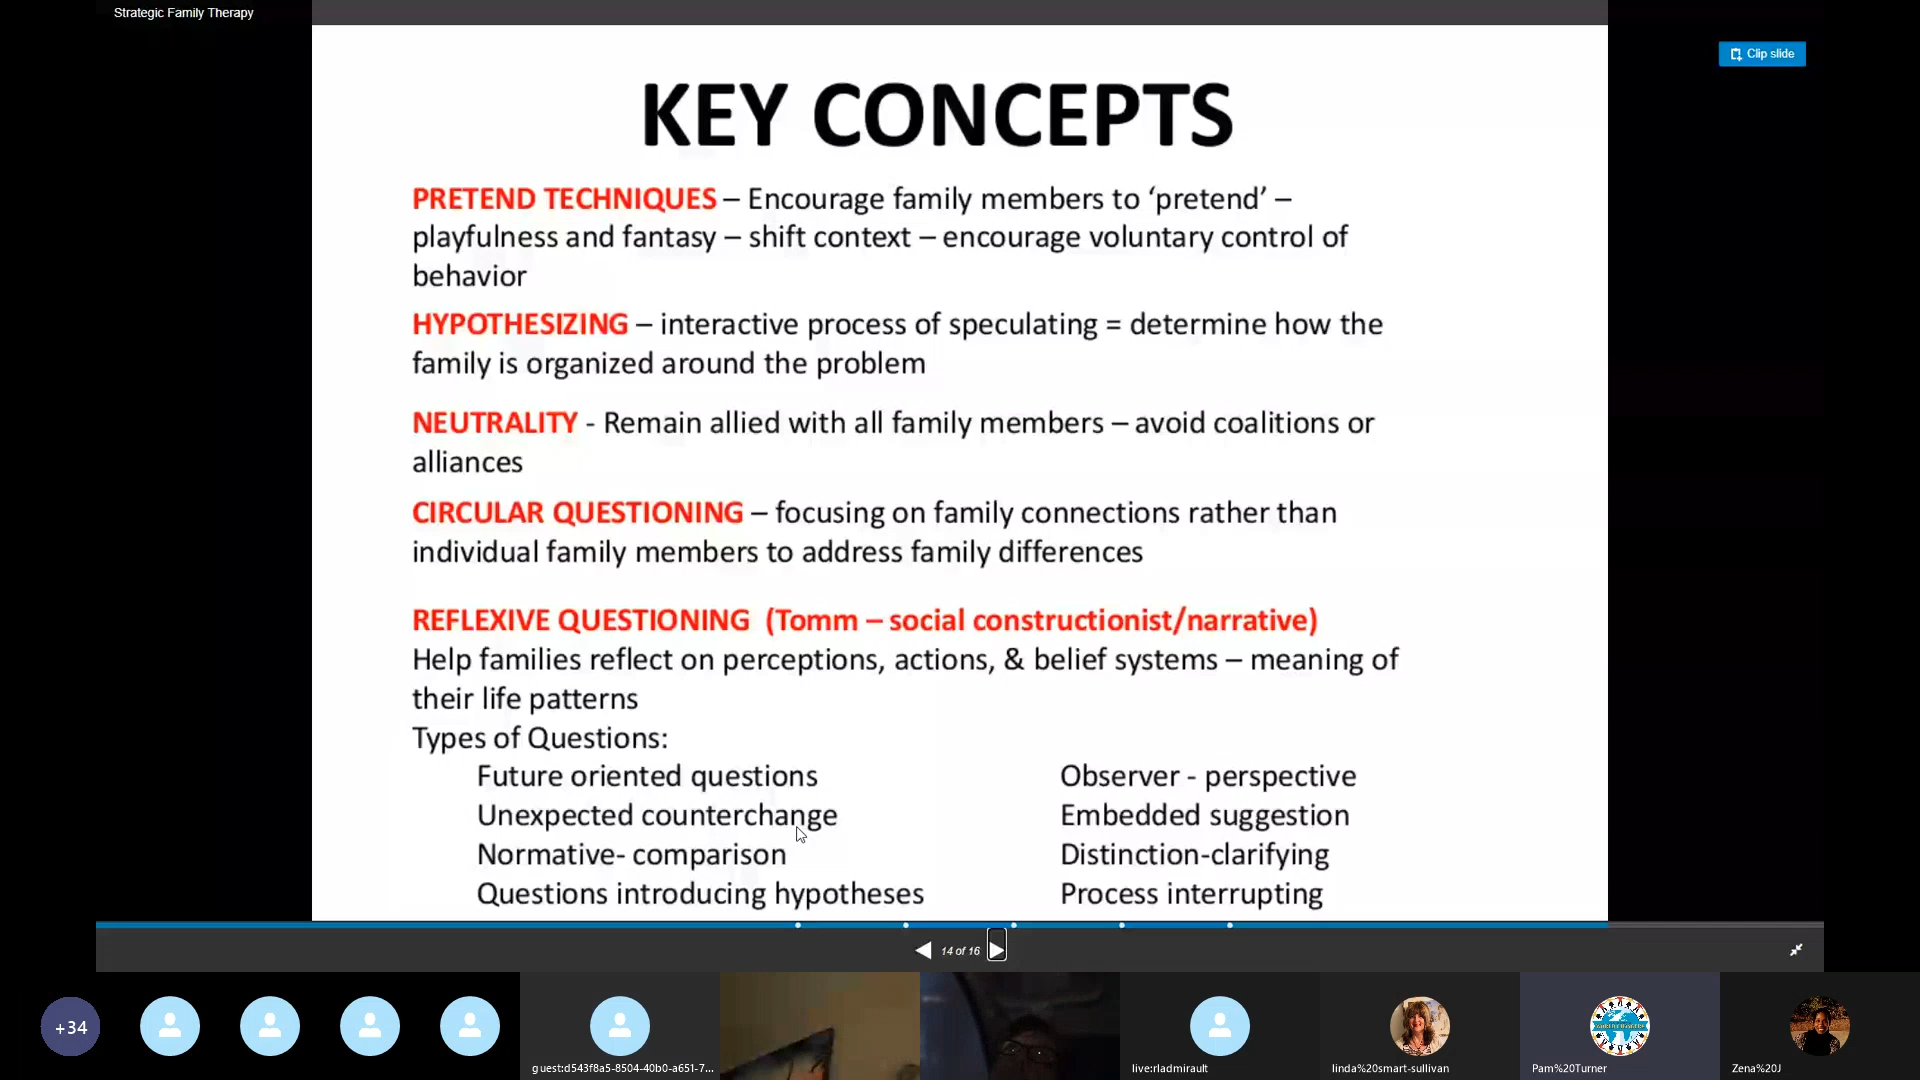 Strategic Family Therapy
Clip slide
KEY CONCEPTS
PRETEND TECHNIQUES – Encourage family members to ‘pretend’ –
playfulness and fantasy – shift context – encourage voluntary control of
behavior
HYPOTHESIZING – interactive process of speculating = determine how the
family is organized around the problem
NEUTRALITY - Remain allied with all family members – avoid coalitions or
alliances
CIRCULAR QUESTIONING – focusing on family connections rather than
individual family members to address family differences
REFLEXIVE QUESTIONING (Tomm – social constructionist/narrative)
Help families reflect on perceptions, actions, & belief systems – meaning of
their life patterns
Types of Questions:
Future oriented questions
Observer - perspective
Unexpected counterchange
Embedded suggestion
Normative- comparison
Distinction-clarifying
Questions introducing hypotheses
Process interrupting
14 of 16
+34
guest:d543f8a5-8504-40b0-a651-7...
live:rladmirault
linda%20smart-sullivan
Pam%20Turner
Zena%20J